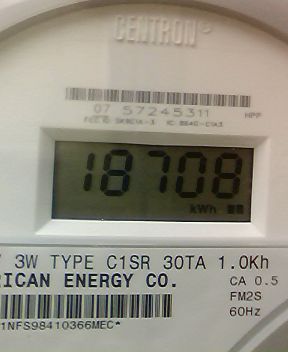 CENTRON®
07 57245311 HPP
18708
kWh
3W TYPE C1SR 30TA 1.0Kh
RICAN ENERGY CO. CA 0.5
FM2S
60Hz
1NFS98410366MEC*